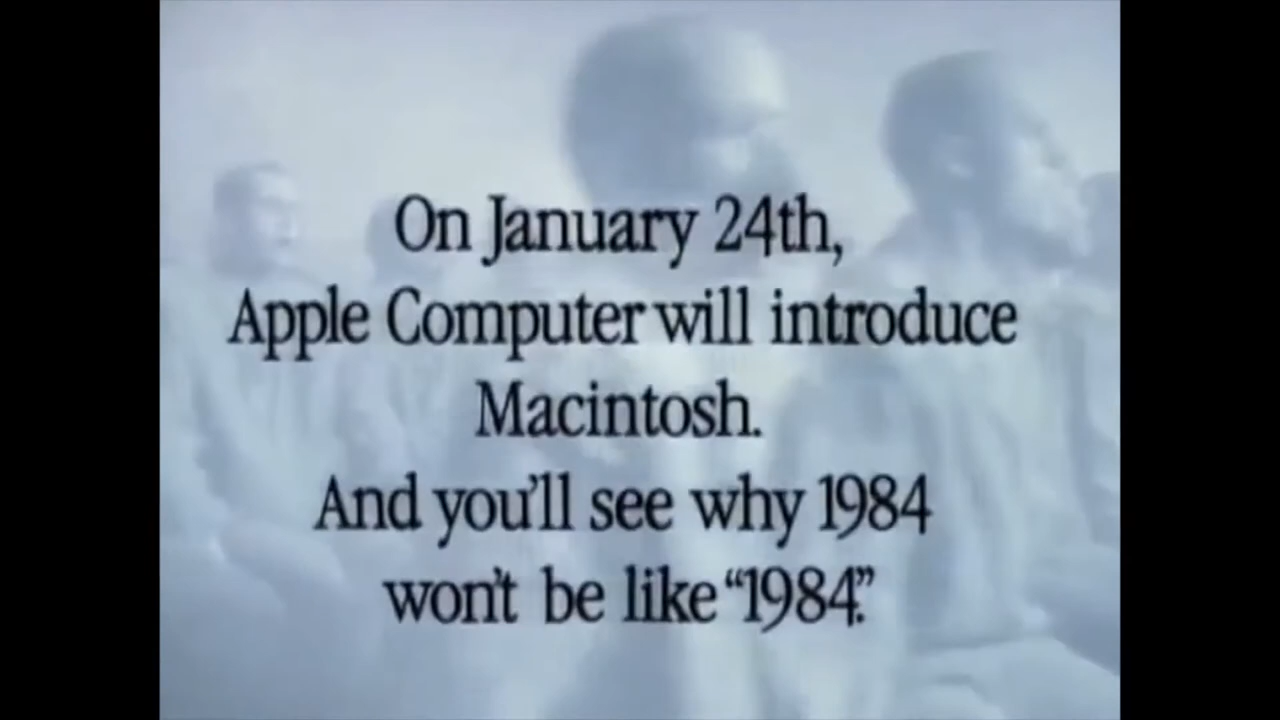 On January 24th,
Apple Computer will introduce
Macintosh.
And you'll see why 1984
won't be like “1984.”